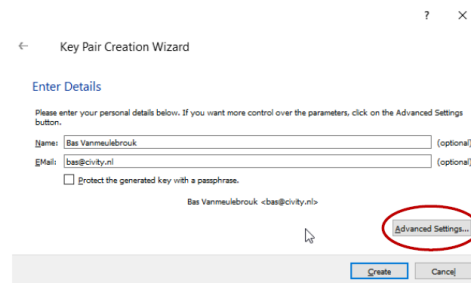 ?
Key Pair Creation Wizard
Enter Details
Please enter your personal details below. If you want more control over the parameters, click on the Advanced Settings
button.
Name: Bas Vanmeulebrouk (optional)
EMail: bas@civity.nl (optional)
Protect the generated key with a passphrase.
Bas Vanmeulebrouk <bas@civity.nl>
Advanced Settings...
Create Cancel